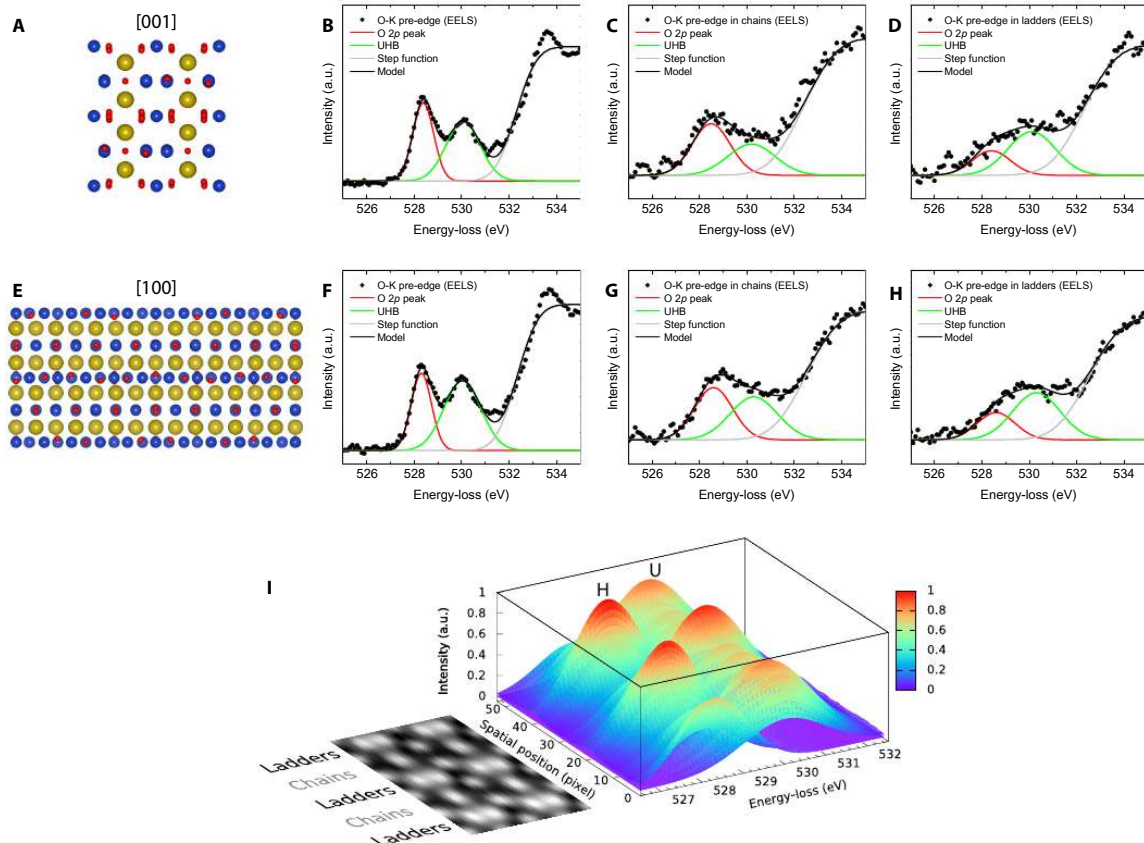 A
[001]
B
O-K pre-edge (EELS)
O 2p peak
UHB
Step function
Model
Intensity (a.u.)
526 528 530 532 534
Energy-loss (eV)
C
O-K pre-edge in chains (EELS)
O 2p peak
UHB
Step function
Model
Intensity (a.u.)
526 528 530 532 534
Energy-loss (eV)
D
O-K pre-edge in ladders (EELS)
O 2p peak
UHB
Step function
Model
Intensity (a.u.)
526 528 530 532 534
Energy-loss (eV)
E
[100]
F
O-K pre-edge (EELS)
O 2p peak
UHB
Step function
Model
Intensity (a.u.)
526 528 530 532 534
Energy-loss (eV)
G
O-K pre-edge in chains (EELS)
O 2p peak
UHB
Step function
Model
Intensity (a.u.)
526 528 530 532 534
Energy-loss (eV)
H
O-K pre-edge in ladders (EELS)
O 2p peak
UHB
Step function
Model
Intensity (a.u.)
526 528 530 532 534
Energy-loss (eV)
I
H
U
Intensity (a.u.)
1
0.8
0.6
0.4
0.2
0
50
40
30
20
10
0
Spatial position (pixel)
527
528
529
530
531
532
Energy-loss (eV)
1
0.8
0.6
0.4
0.2
0
Ladders
Chains
Ladders
Chains
Ladders